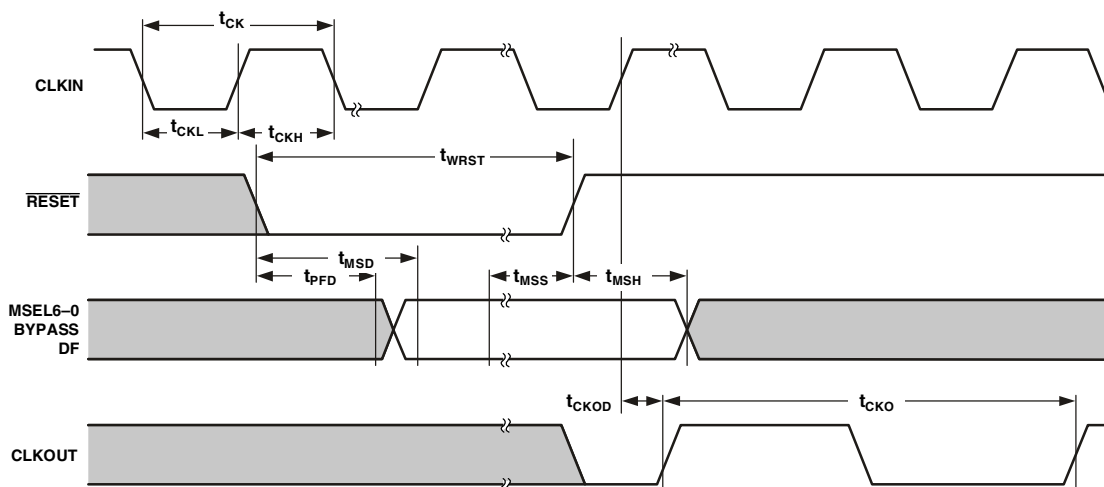 tCK
CLKIN
tCKL
tCKH
tWRST
RESET
tMSD
tPFD
tMSS
tMSH
MSEL6–0
BYPASS
DF
tCKOD
tCKO
CLKOUT